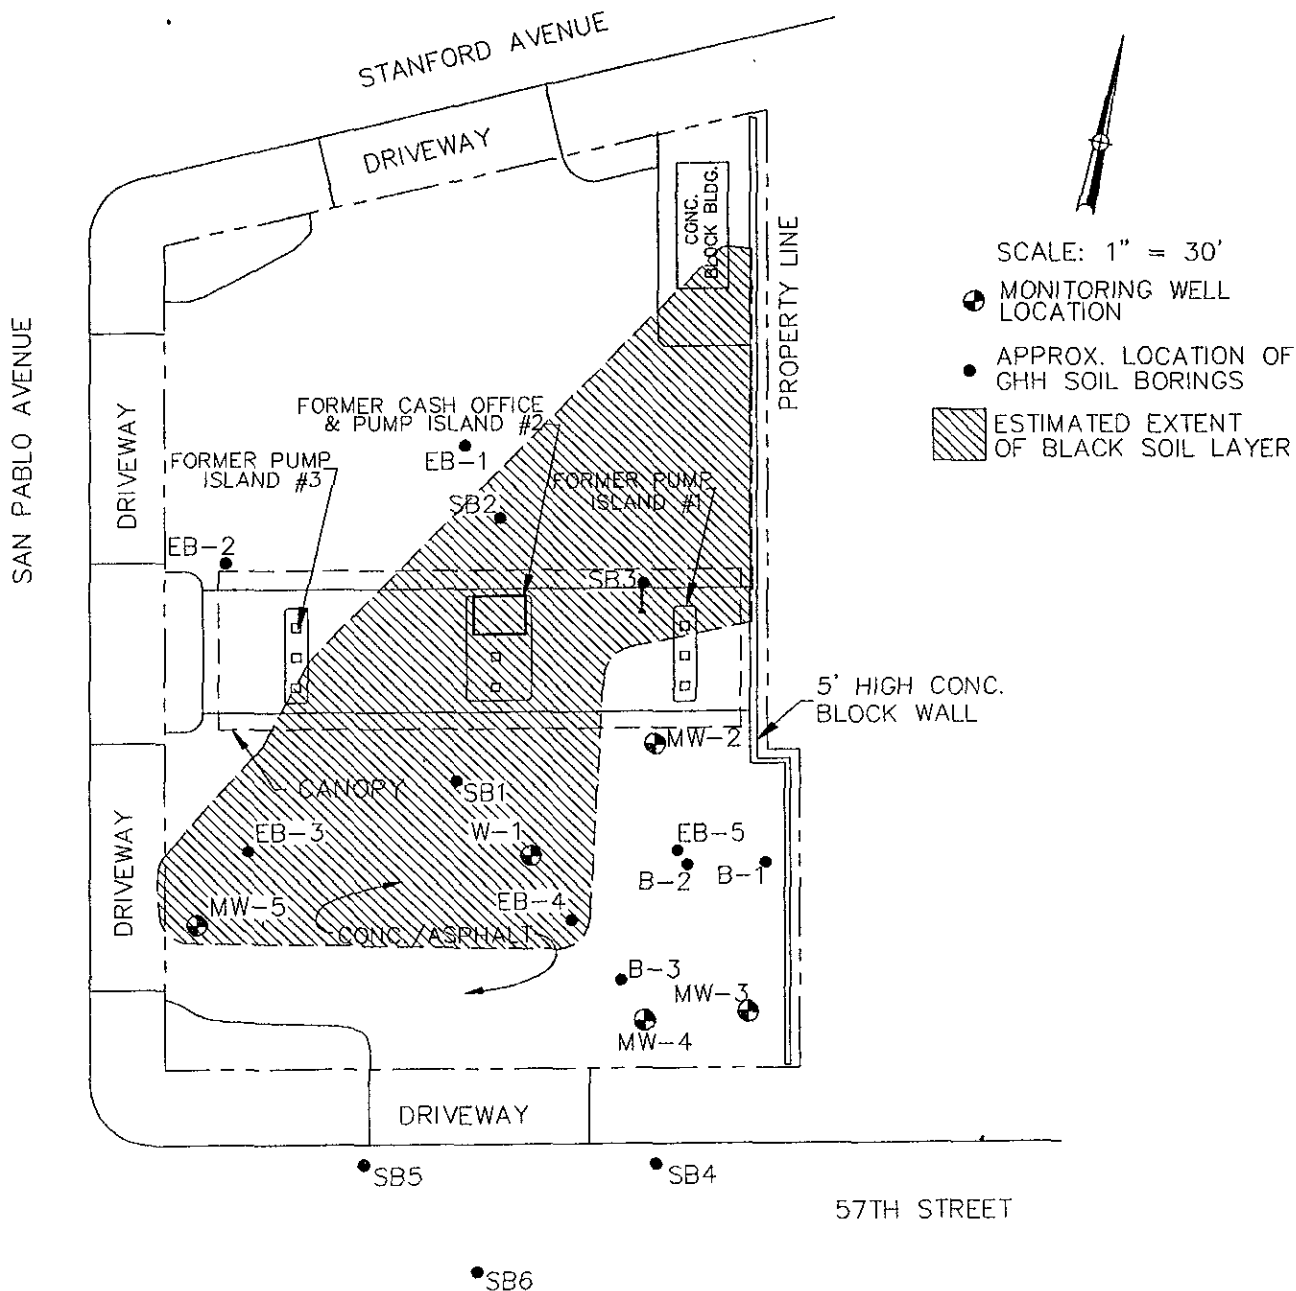 STANFORD AVENUE
DRIVEWAY
CONC.
BLOCK BLDG.
PROPERTY LINE
SCALE: 1" = 30'
MONITORING WELL
LOCATION
APPROX. LOCATION OF
GHH SOIL BORINGS
ESTIMATED EXTENT
OF BLACK SOIL LAYER
SAN PABLO AVENUE
DRIVEWAY
FORMER CASH OFFICE
& PUMP ISLAND #2
EB-1
FORMER PUMP
ISLAND #3
FORMER PUMP
ISLAND #1
SB2
EB-2
SB3
5' HIGH CONC.
BLOCK WALL
MW-2
CANOPY
SB1
EB-3
W-1
EB-5
B-2
B-1
DRIVEWAY
MW-5
EB-4
CONC./ASPHALT
B-3
MW-3
MW-4
DRIVEWAY
SB5
SB4
57TH STREET
SB6